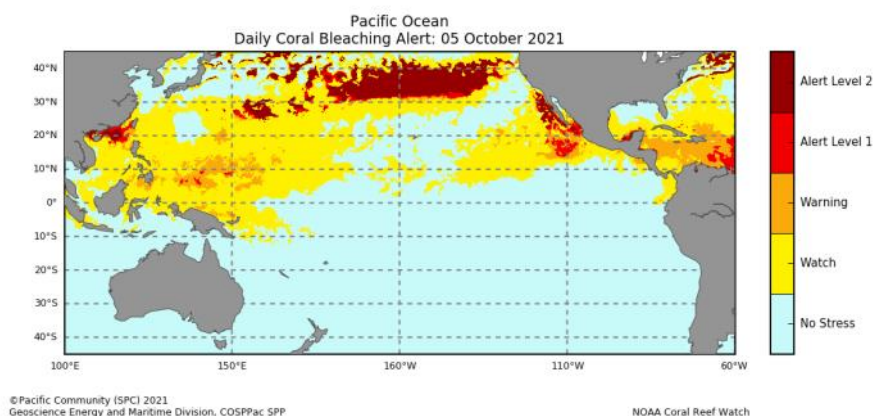 Pacific Ocean
Daily Coral Bleaching Alert: 05 October 2021
40°N
30°N
20°N
10°N
0°
10°S
20°S
30°S
40°S
100°E
150°E
160°W
110°W
60°W
Alert Level 2
Alert Level 1
Warning
Watch
No Stress
©Pacific Community (SPC) 2021
Geoscience Energy and Maritime Division, COSPPac SPP
NOAA Coral Reef Watch